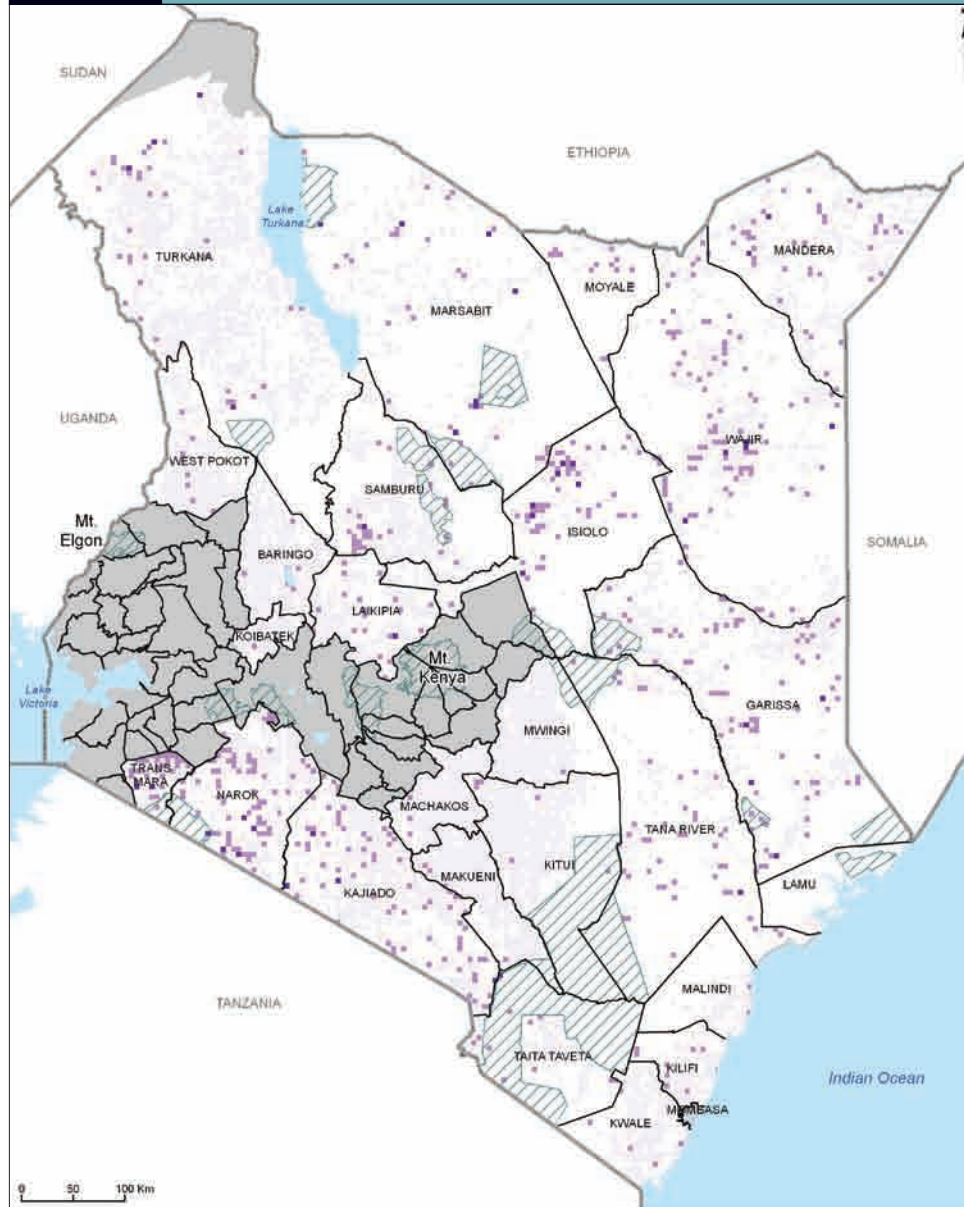 SUDAN
ETHIOPIA
Lake
Turkana
MANDERA
TURKANA
MOYALE
MARSABIT
UGANDA
WAJIR
WEST POKOT
SAMBURU
Mt.
Elgon
ISIOLO
SOMALIA
BARINGO
LAIKIPIA
KOIBATEK
Mt.
Kenya
Lake
Victoria
GARISSA
MWINGI
TRANS
MARA
NAROK
MACHAKOS
TANA RIVER
KITUI
MAKUENI
LAMU
KAJIADO
MALINDI
TANZANIA
TAITA TAVETA
KILIFI
Indian Ocean
MOMBASA
KWALE
0 50 100 Km